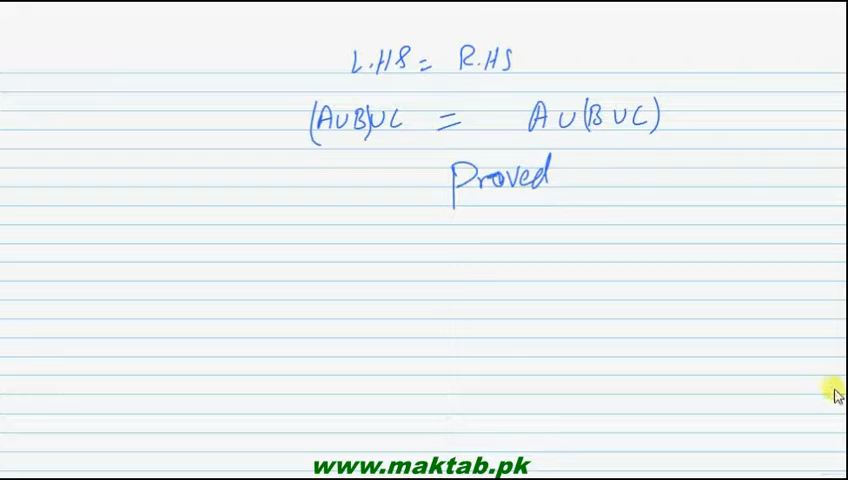 L.HS = R.HS
(AUB)UC = AU(BUC)
Proved
www.maktab.pk